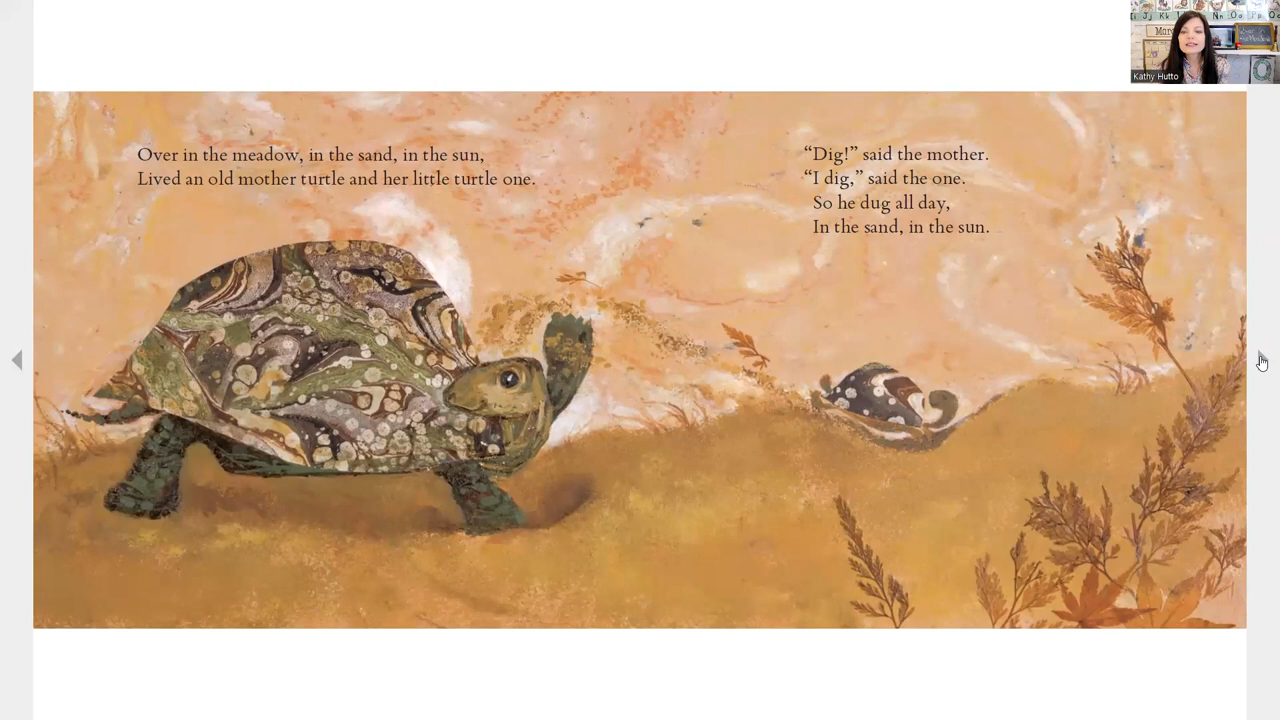 Over in the meadow, in the sand, in the sun,
Lived an old mother turtle and her little turtle one.
“Dig!” said the mother.
“I dig,” said the one.
So he dug all day,
In the sand, in the sun.
Kathy Hutto